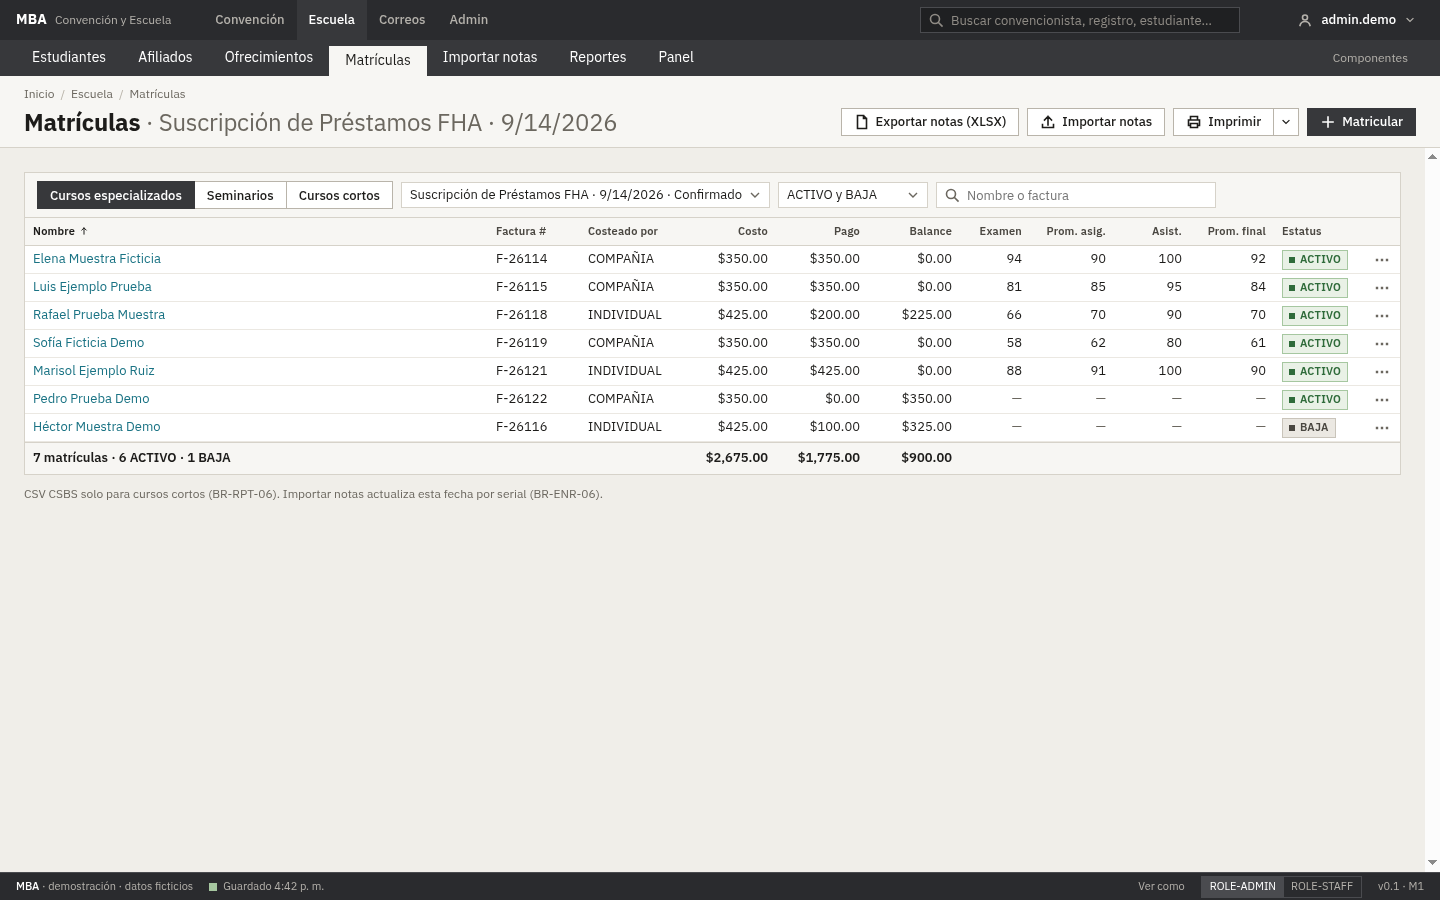 MBA Convención y Escuela Convención Escuela Correos Admin Buscar convencionista, registro, estudiante... admin.demo
Estudiantes Afiliados Ofrecimientos Matrículas Importar notas Reportes Panel Componentes
Inicio / Escuela / Matrículas
Matrículas · Suscripción de Préstamos FHA · 9/14/2026 Exportar notas (XLSX) Importar notas Imprimir Matricular
Cursos especializados Seminarios Cursos cortos Suscripción de Préstamos FHA · 9/14/2026 · Confirmado ACTIVO y BAJA Nombre o factura
Nombre ↑ Factura # Costeado por Costo Pago Balance Examen Prom. asig. Asist. Prom. final Estatus
Elena Muestra Ficticia F-26114 COMPAÑIA $350.00 $350.00 $0.00 94 90 100 92 ACTIVO ...
Luis Ejemplo Prueba F-26115 COMPAÑIA $350.00 $350.00 $0.00 81 85 95 84 ACTIVO ...
Rafael Prueba Muestra F-26118 INDIVIDUAL $425.00 $200.00 $225.00 66 70 90 70 ACTIVO ...
Sofía Ficticia Demo F-26119 COMPAÑIA $350.00 $350.00 $0.00 58 62 80 61 ACTIVO ...
Marisol Ejemplo Ruiz F-26121 INDIVIDUAL $425.00 $425.00 $0.00 88 91 100 90 ACTIVO ...
Pedro Prueba Demo F-26122 COMPAÑIA $350.00 $0.00 $350.00 — — — — ACTIVO ...
Héctor Muestra Demo F-26116 INDIVIDUAL $425.00 $100.00 $325.00 — — — — BAJA ...
7 matrículas · 6 ACTIVO · 1 BAJA $2,675.00 $1,775.00 $900.00
CSV CSBS solo para cursos cortos (BR-RPT-06). Importar notas actualiza esta fecha por serial (BR-ENR-06).
MBA · demostración · datos ficticios Guardado 4:42 p. m. Ver como ROLE-ADMIN ROLE-STAFF v0.1 · M1